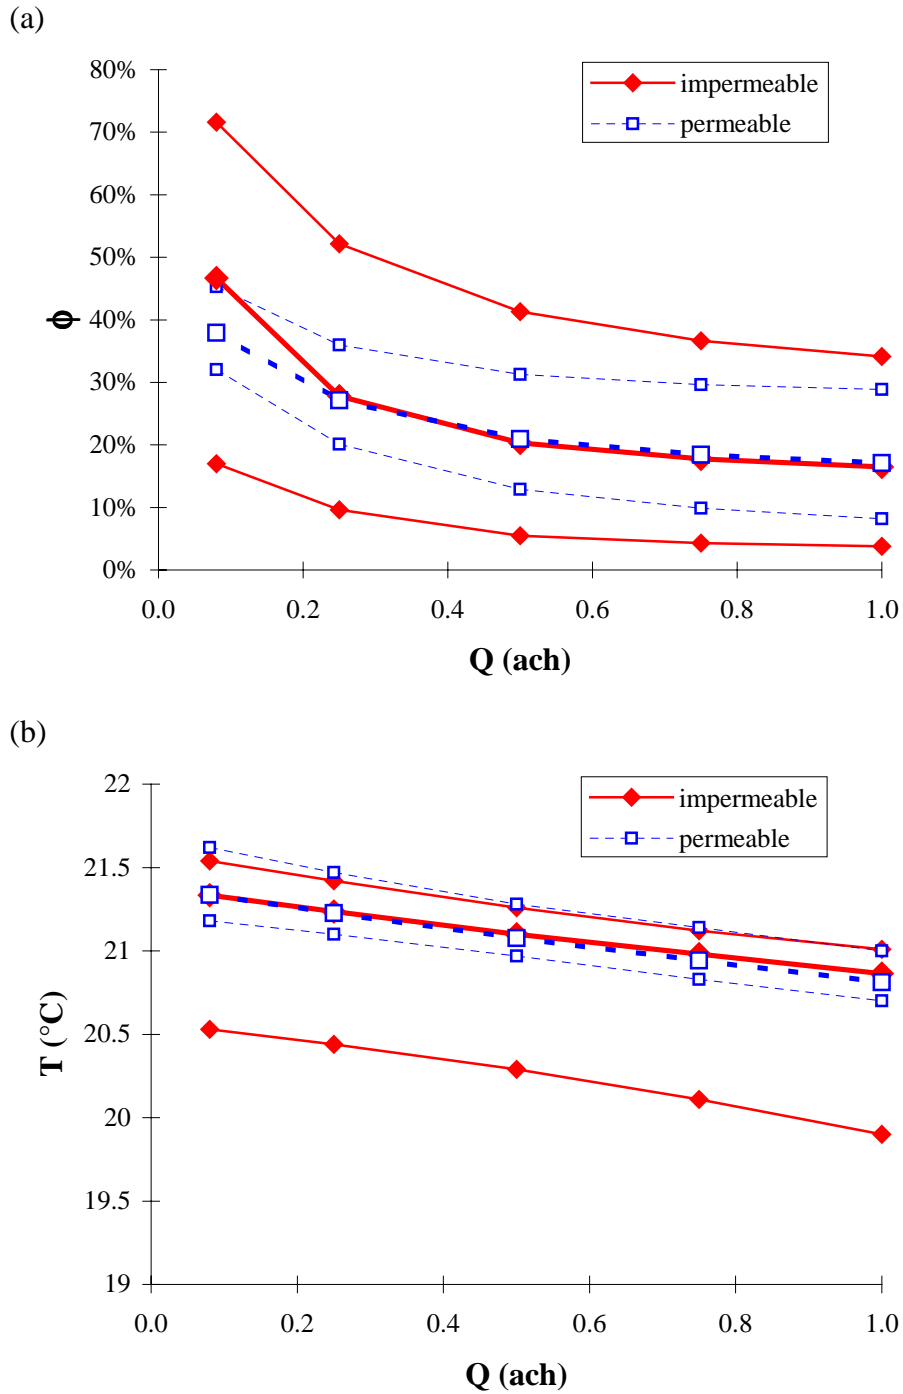 (a)
80%
70%
60%
50%
40%
30%
20%
10%
0%
ϕ
impermeable
permeable
0.0 0.2 0.4 0.6 0.8 1.0
Q (ach)
(b)
22
21.5
21
20.5
20
19.5
19
T (°C)
impermeable
permeable
0.0 0.2 0.4 0.6 0.8 1.0
Q (ach)